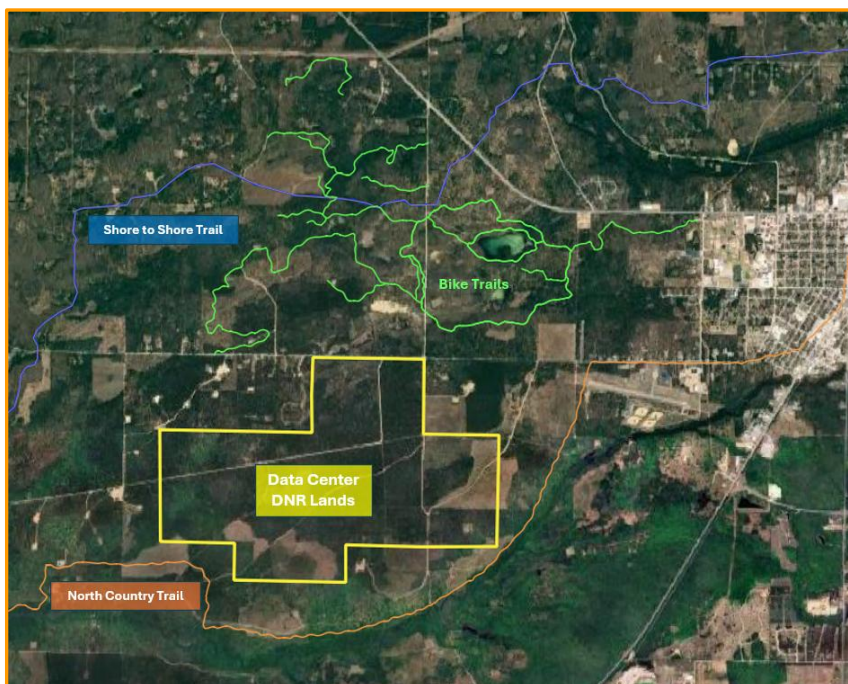 Shore to Shore Trail
Bike Trails
Data Center
DNR Lands
North Country Trail